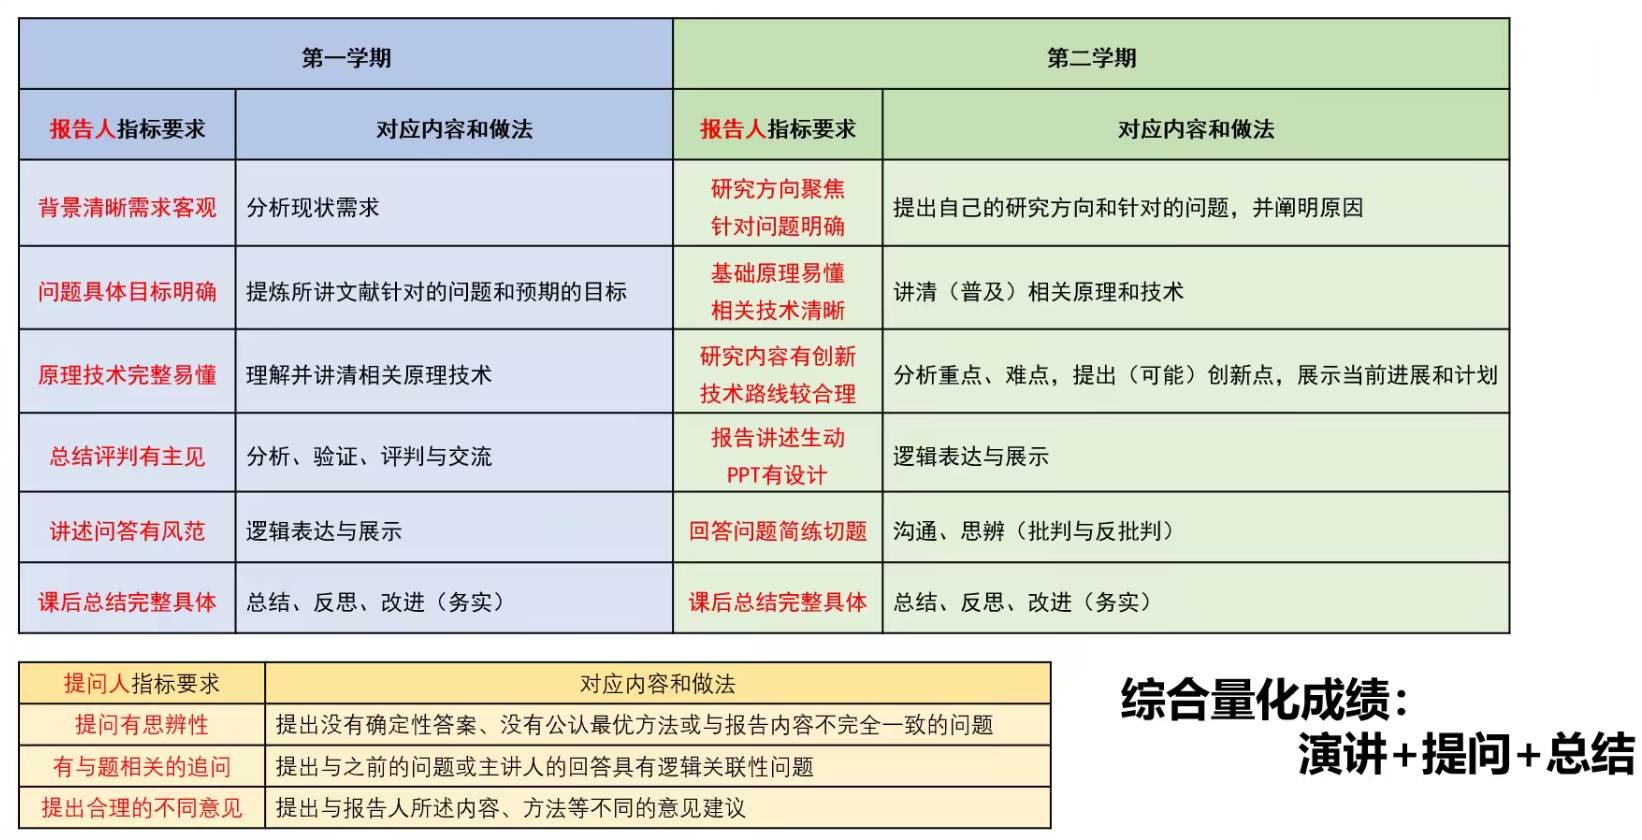 第一学期 第二学期
报告人指标要求 对应内容和做法 报告人指标要求 对应内容和做法
背景清晰需求客观 分析现状需求 研究方向聚焦
针对问题明确 提出自己的研究方向和针对的问题，并阐明原因
问题具体目标明确 提炼所讲文献针对的问题和预期的目标 基础原理易懂
相关技术清晰 讲清（普及）相关原理和技术
原理技术完整易懂 理解并讲清相关原理技术 研究内容有创新
技术路线较合理 分析重点、难点，提出（可能）创新点，展示当前进展和计划
总结评判有主见 分析、验证、评判与交流 报告讲述生动
PPT有设计 逻辑表达与展示
讲述问答有风范 逻辑表达与展示 回答问题简练切题 沟通、思辨（批判与反批判）
课后总结完整具体 总结、反思、改进（务实） 课后总结完整具体 总结、反思、改进（务实）
提问人指标要求 对应内容和做法
提问有思辨性 提出没有确定性答案、没有公认最优方法或与报告内容不完全一致的问题
有与题相关的追问 提出与之前的问题或主讲人的回答具有逻辑关联性问题
提出合理的不同意见 提出与报告人所述内容、方法等不同的意见建议
综合量化成绩：
演讲+提问+总结